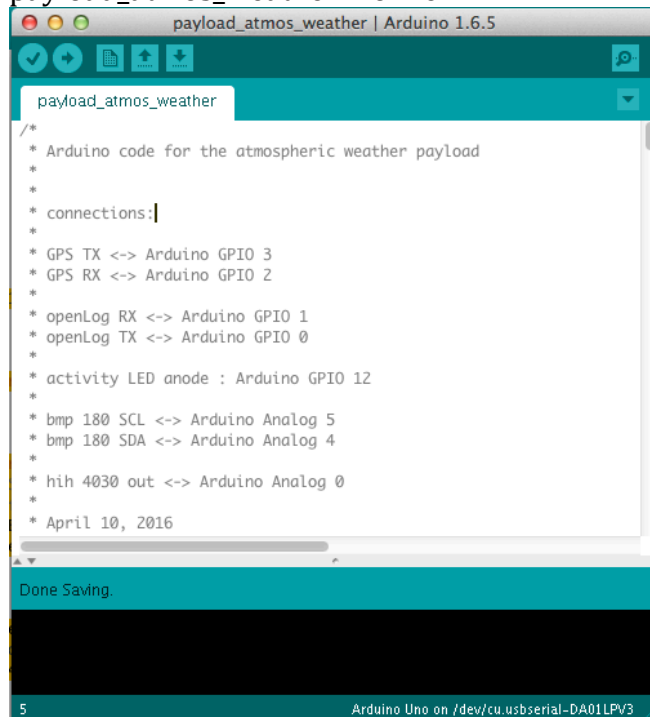 payload_atmos_weather | Arduino 1.6.5
payload_atmos_weather
/*
* Arduino code for the atmospheric weather payload
*
*
* connections:
*
* GPS TX <-> Arduino GPIO 3
* GPS RX <-> Arduino GPIO 2
*
* openLog RX <-> Arduino GPIO 1
* openLog TX <-> Arduino GPIO 0
*
* activity LED anode : Arduino GPIO 12
*
* bmp 180 SCL <-> Arduino Analog 5
* bmp 180 SDA <-> Arduino Analog 4
*
* hih 4030 out <-> Arduino Analog 0
*
* April 10, 2016
Done Saving.
5 Arduino Uno on /dev/cu.usbserial-DA01LPV3